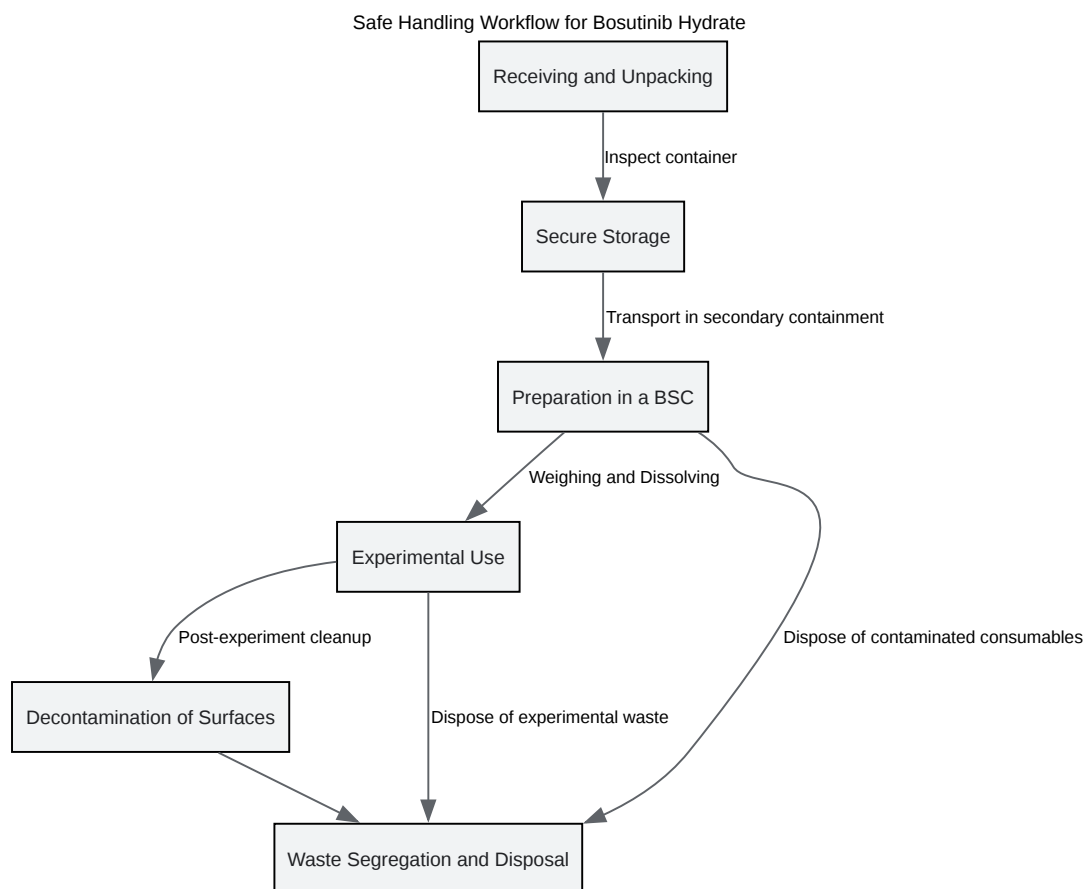 Safe Handling Workflow for Bosutinib Hydrate
Receiving and Unpacking
Inspect container
Secure Storage
Transport in secondary containment
Preparation in a BSC
Weighing and Dissolving
Experimental Use
Post-experiment cleanup
Dispose of contaminated consumables
Decontamination of Surfaces
Dispose of experimental waste
Waste Segregation and Disposal